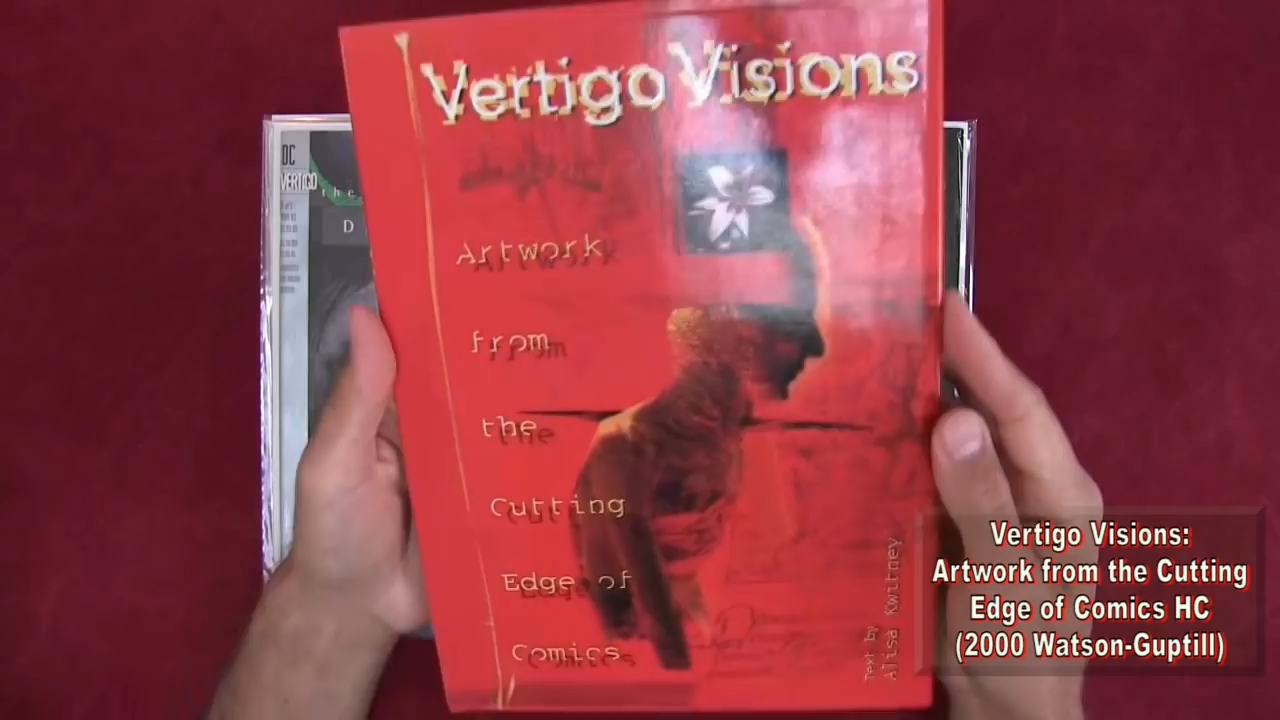 Vertigo Visions
Artwork
from
the
Cutting
Edge of
Comics
Text by
Alisa Kwitney
DC
VERTIGO
the
D
Vertigo Visions:
Artwork from the Cutting
Edge of Comics HC
(2000 Watson-Guptill)